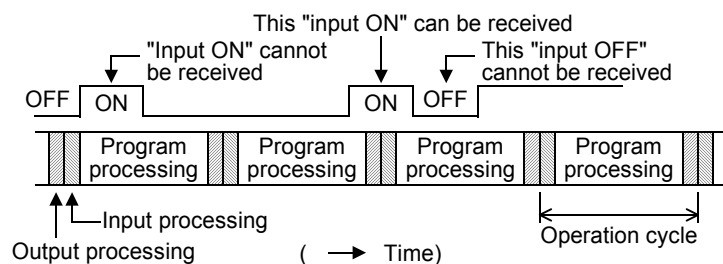 This "input ON" can be received
"Input ON" cannot
be received
This "input OFF"
cannot be received
OFF
ON
ON
OFF
Program
processing
Program
processing
Program
processing
Program
processing
Input processing
Output processing
( → Time)
Operation cycle